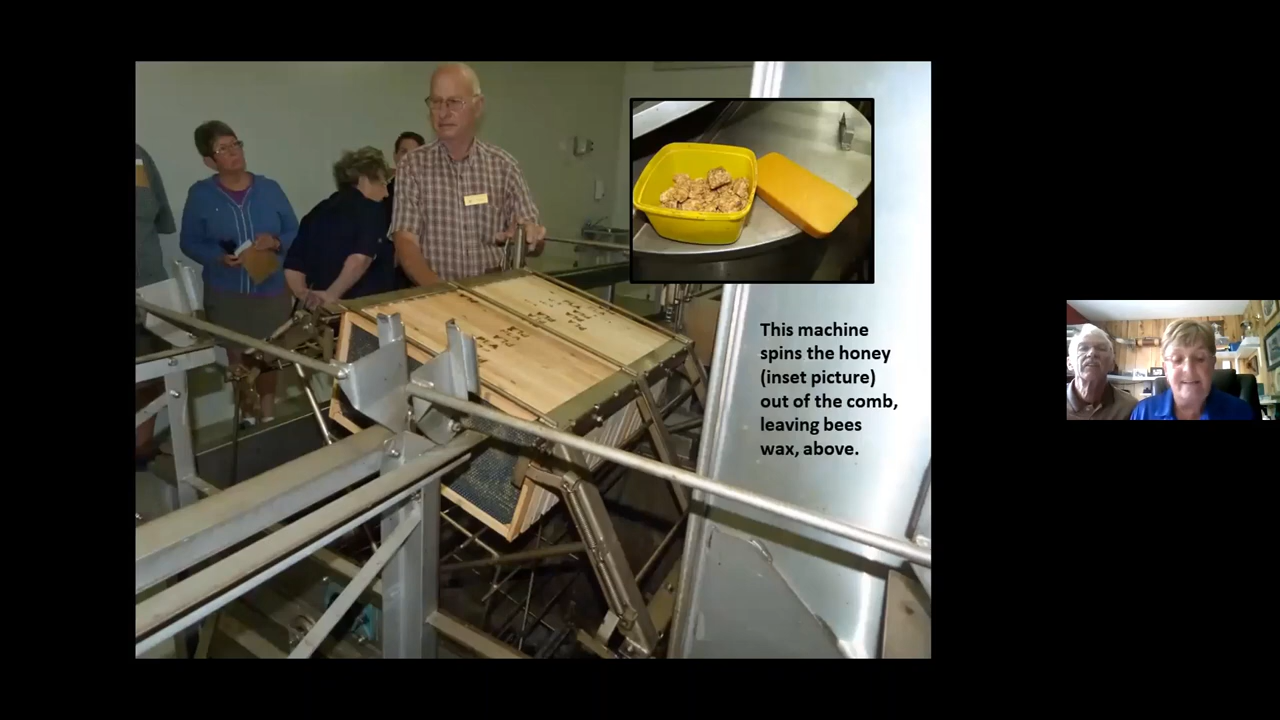 This machine
spins the honey
(inset picture)
out of the comb,
leaving bees
wax, above.